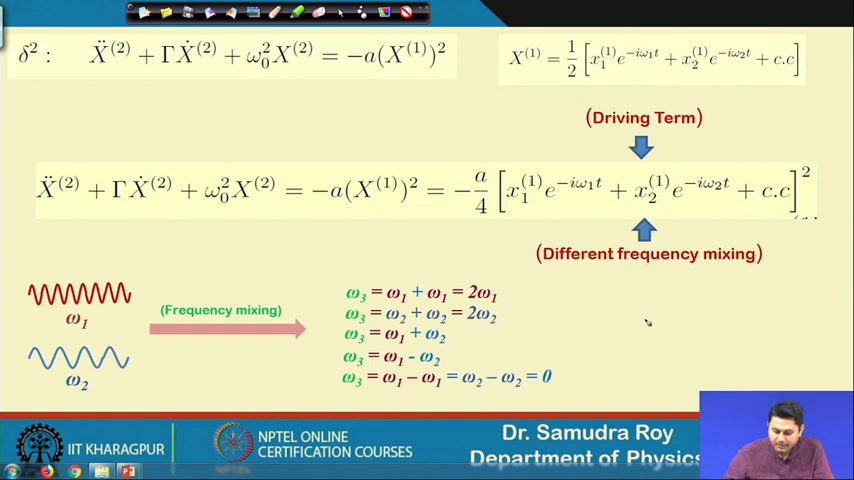 δ² : Ẍ⁽²⁾ + ΓẊ⁽²⁾ + ω₀²X⁽²⁾ = −a(X⁽¹⁾)²
X⁽¹⁾ = 1/2 [x₁⁽¹⁾e^{−iω₁t} + x₂⁽¹⁾e^{−iω₂t} + c.c]
(Driving Term)
Ẍ⁽²⁾ + ΓẊ⁽²⁾ + ω₀²X⁽²⁾ = −a(X⁽¹⁾)² = −a/4 [x₁⁽¹⁾e^{−iω₁t} + x₂⁽¹⁾e^{−iω₂t} + c.c]²
(Different frequency mixing)
ω₁
(Frequency mixing)
ω₂
ω₃ = ω₁ + ω₁ = 2ω₁
ω₃ = ω₂ + ω₂ = 2ω₂
ω₃ = ω₁ + ω₂
ω₃ = ω₁ - ω₂
ω₃ = ω₁ – ω₁ = ω₂ – ω₂ = 0
IIT KHARAGPUR
NPTEL ONLINE
CERTIFICATION COURSES
Dr. Samudra Roy
Department of Physics